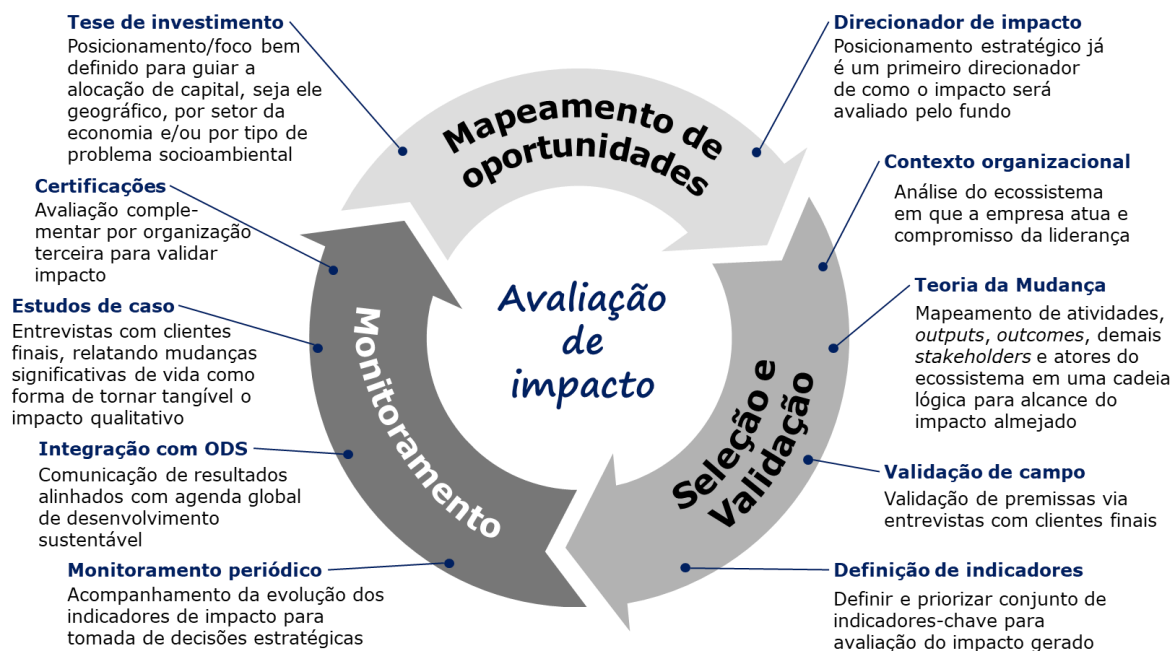 Tese de investimento
Posicionamento/foco bem
definido para guiar a
alocação de capital, seja ele
geográfico, por setor da
economia e/ou por tipo de
problema socioambiental
Certificações
Avaliação comple-
mentar por organização
terceira para validar
impacto
Estudos de caso
Entrevistas com clientes
finais, relatando mudanças
significativas de vida como
forma de tornar tangível o
impacto qualitativo
Integração com ODS
Comunicação de resultados
alinhados com agenda global
de desenvolvimento
sustentável
Monitoramento periódico
Acompanhamento da evolução dos
indicadores de impacto para
tomada de decisões estratégicas
Mapeamento de
oportunidades
Avaliação
de
impacto
Monitoramento
Seleção e
Validação
Direcionador de impacto
Posicionamento estratégico já
é um primeiro direcionador
de como o impacto será
avaliado pelo fundo
Contexto organizacional
Análise do ecossistema
em que a empresa atua e
compromisso da liderança
Teoria da Mudança
Mapeamento de atividades,
outputs, outcomes, demais
stakeholders e atores do
ecossistema em uma cadeia
lógica para alcance do
impacto almejado
Validação de campo
Validação de premissas via
entrevistas com clientes finais
Definição de indicadores
Definir e priorizar conjunto de
indicadores-chave para
avaliação do impacto gerado